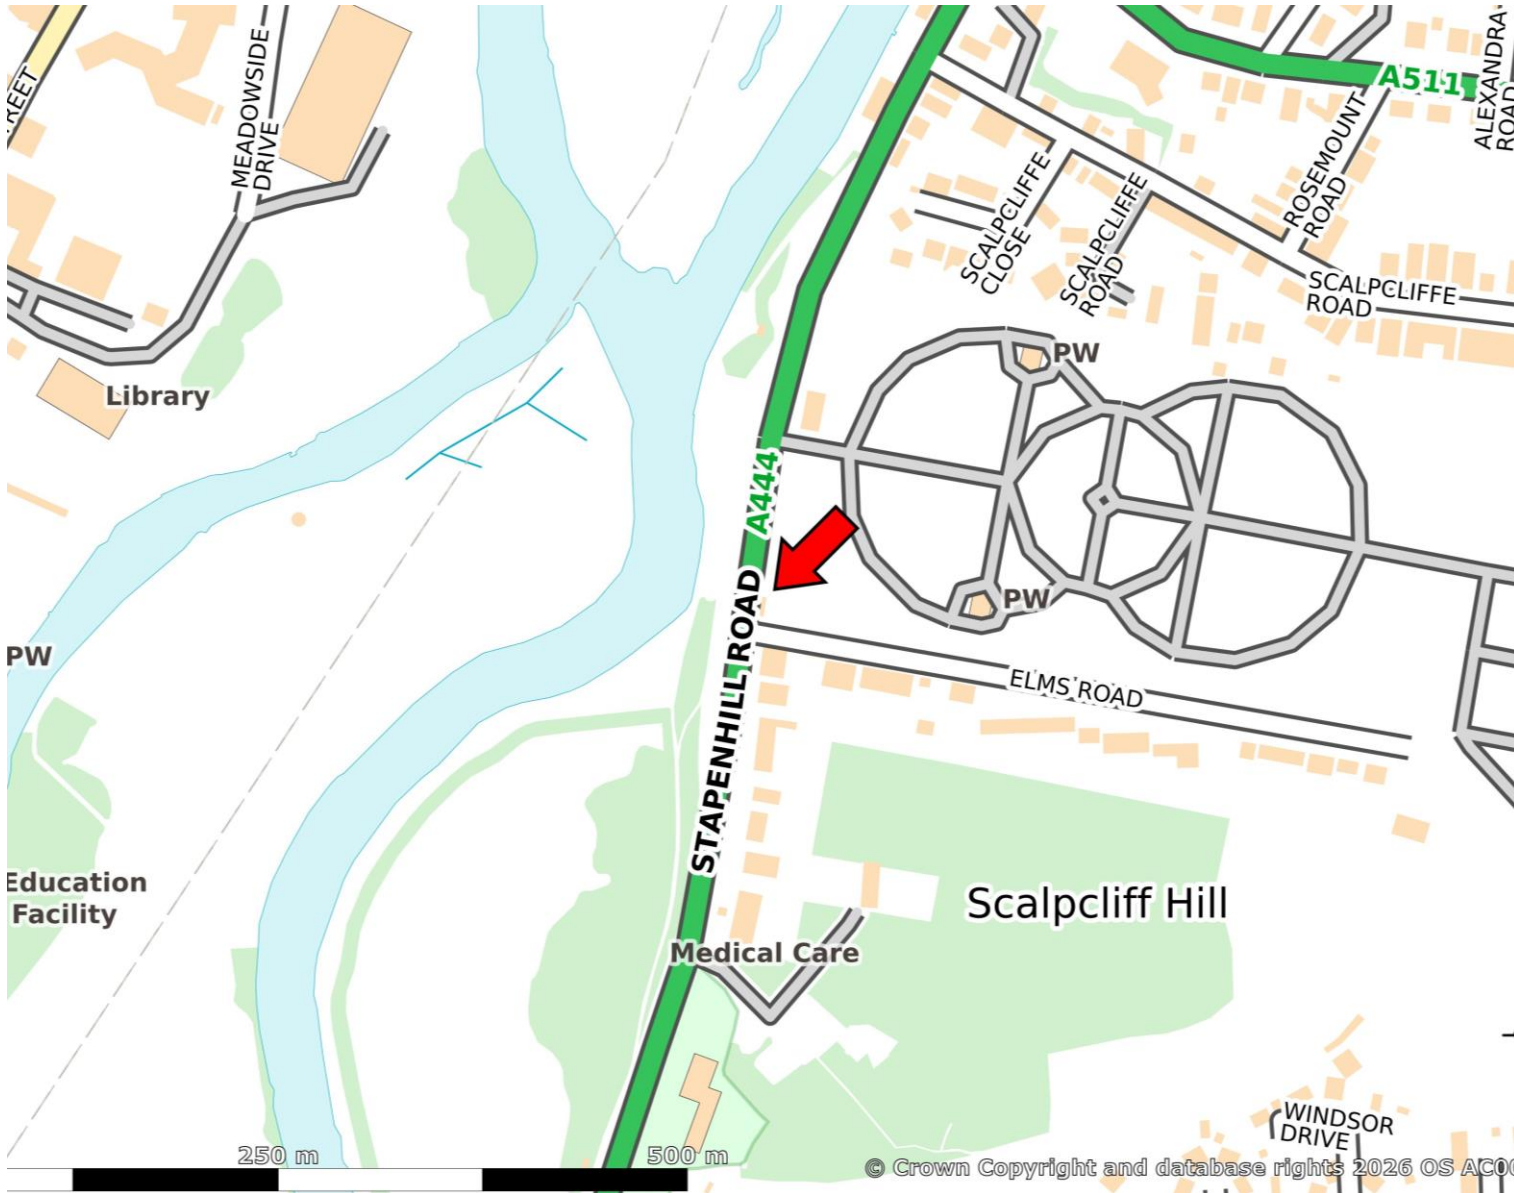 REET
MEADOWSIDE
DRIVE
A511
ALEXANDRA
ROAD
ROSEMOUNT
ROAD
SCALPCLIFFE
CLOSE
SCALPCLIFFE
ROAD
SCALPCLIFFE
ROAD
PW
Library
A444
PW
STAPENHILL ROAD
PW
ELMS ROAD
Education
Facility
Scalpcliff Hill
Medical Care
WINDSOR
DRIVE
250 m
500 m
© Crown Copyright and database rights 2026 OS AC00